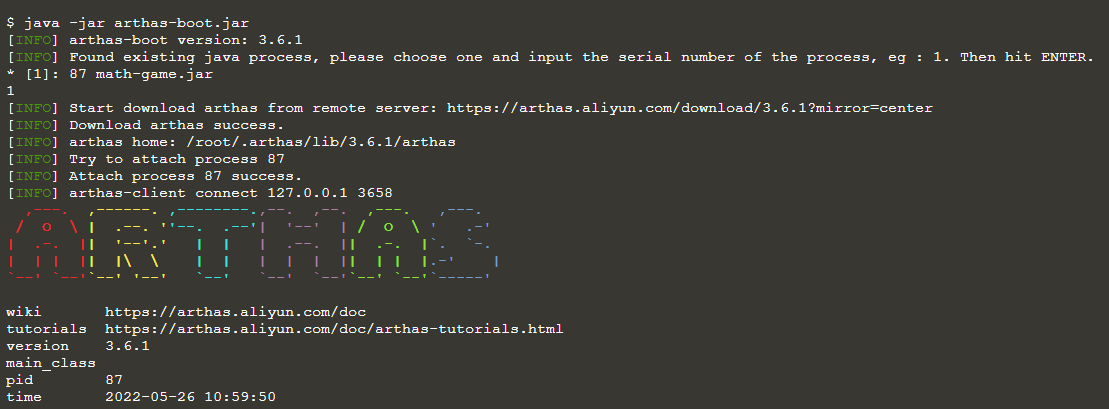 $ java -jar arthas-boot.jar
[INFO] arthas-boot version: 3.6.1
[INFO] Found existing java process, please choose one and input the serial number of the process, eg : 1. Then hit ENTER.
* [1]: 87 math-game.jar
1
[INFO] Start download arthas from remote server: https://arthas.aliyun.com/download/3.6.1?mirror=center
[INFO] Download arthas success.
[INFO] arthas home: /root/.arthas/lib/3.6.1/arthas
[INFO] Try to attach process 87
[INFO] Attach process 87 success.
[INFO] arthas-client connect 127.0.0.1 3658
ARTHAS
wiki https://arthas.aliyun.com/doc
tutorials https://arthas.aliyun.com/doc/arthas-tutorials.html
version 3.6.1
main_class
pid 87
time 2022-05-26 10:59:50